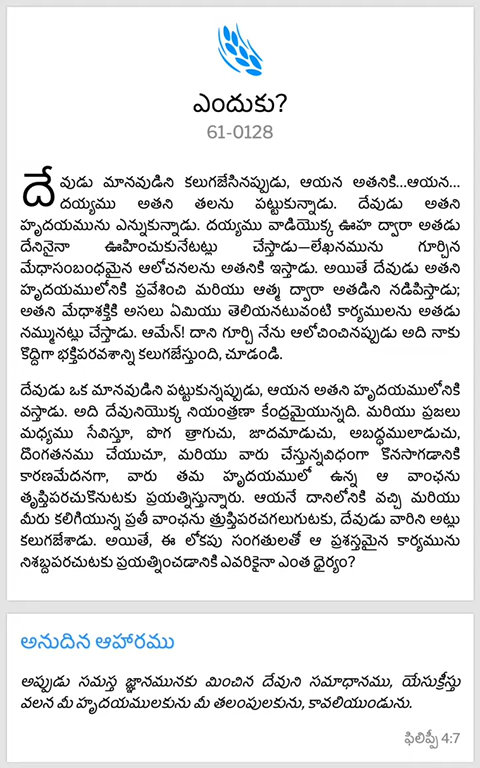 ఎందుకు?
61-0128
దేవుడు మానవుడిని కలుగజేసినప్పుడు, ఆయన అతనికి...ఆయన...
దయ్యము అతని తలను పట్టుకున్నాడు. దేవుడు అతని
హృదయమును ఎన్నుకున్నాడు. దయ్యము వాడియొక్క ఊహ ద్వారా అతడు
దేనినైనా ఊహించుకునేటట్లు చేస్తాడు—లేఖనమును గూర్చిన
మేధాసంబంధమైన ఆలోచనలను అతనికి ఇస్తాడు. అయితే దేవుడు అతని
హృదయములోనికి ప్రవేశించి మరియు ఆత్మ ద్వారా అతడిని నడిపిస్తాడు;
అతని మేధాశక్తికి అసలు ఏమియు తెలియనటువంటి కార్యములను అతడు
నమ్మునట్లు చేస్తాడు. ఆమేన్! దాని గూర్చి నేను ఆలోచించినప్పుడు అది నాకు
కొద్దిగా భక్తిపరవశాన్ని కలుగజేస్తుంది, చూడండి.
దేవుడు ఒక మానవుడిని పట్టుకున్నప్పుడు, ఆయన అతని హృదయములోనికి
వస్తాడు. అది దేవునియొక్క నియంత్రణా కేంద్రమైయున్నది. మరియు ప్రజలు
మద్యము సేవిస్తూ, పొగ త్రాగుచు, జూదమాడుచు, అబద్ధములాడుచు,
దొంగతనము చేయుచూ, మరియు వారు చేస్తున్నవిధంగా కొనసాగడానికి
కారణమేదనగా, వారు తమ హృదయములో ఉన్న ఆ వాంఛను
తృప్తిపరచుకొనుటకు ప్రయత్నిస్తున్నారు. ఆయనే దానిలోనికి వచ్చి మరియు
మీరు కలిగియున్న ప్రతీ వాంఛను త్రుప్తిపరచగలుగుటకు, దేవుడు వారిని అట్లు
కలుగజేశాడు. అయితే, ఈ లోకపు సంగతులతో ఆ ప్రశస్తమైన కార్యమును
నిశబ్దపరచుటకు ప్రయత్నించడానికి ఎవరికైనా ఎంత ధైర్యం?
అనుదిన ఆహారము
అప్పుడు సమస్త జ్ఞానమునకు మించిన దేవుని సమాధానము, యేసుక్రీస్తు
వలన మీ హృదయములకును మీ తలంపులకును, కావలియుండును.
ఫిలిప్పీ 4:7